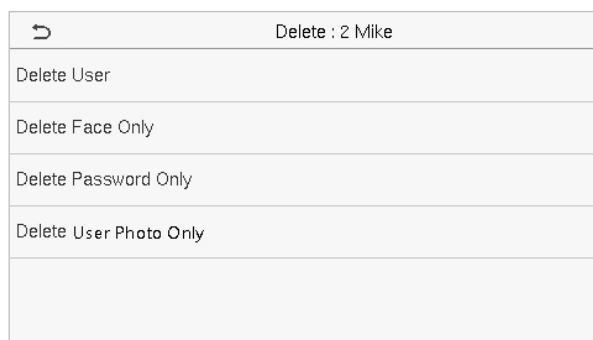 Delete : 2 Mike
Delete User
Delete Face Only
Delete Password Only
Delete User Photo Only